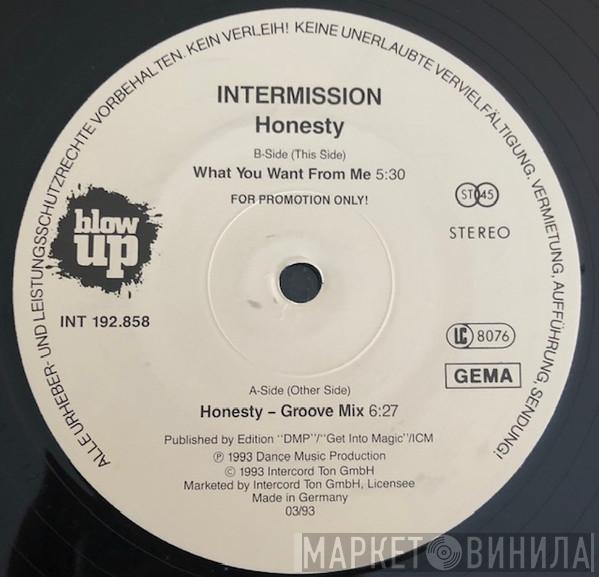 ALLE URHEBER- UND LEISTUNGSSCHUTZRECHTE VORBEHALTEN. KEIN VERLEIH! KEINE UNERLAUBTE VERVIELFÄLTIGUNG, VERMIETUNG, AUFFÜHRUNG, SENDUNG!
INTERMISSION
Honesty
B-Side (This Side)
What You Want From Me 5:30
FOR PROMOTION ONLY!
blow
up
ST 45
STEREO
INT 192.858
LC 8076
GEMA
A-Side (Other Side)
Honesty – Groove Mix 6:27
Published by Edition "DMP"/"Get Into Magic"/ICM
℗ 1993 Dance Music Production
© 1993 Intercord Ton GmbH
Marketed by Intercord Ton GmbH, Licensee
Made in Germany
03/93
МАРКЕТ ВИНИЛА